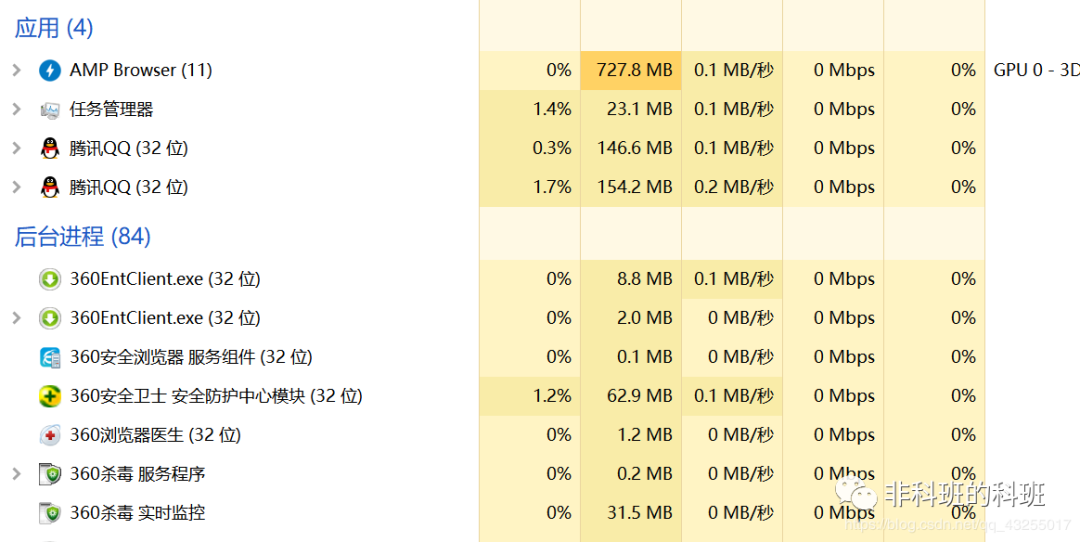 应用 (4)
AMP Browser (11) 0% 727.8 MB 0.1 MB/秒 0 Mbps 0% GPU 0 - 3D
任务管理器 1.4% 23.1 MB 0.1 MB/秒 0 Mbps 0%
腾讯QQ (32 位) 0.3% 146.6 MB 0.1 MB/秒 0 Mbps 0%
腾讯QQ (32 位) 1.7% 154.2 MB 0.2 MB/秒 0 Mbps 0%
后台进程 (84)
360EntClient.exe (32 位) 0% 8.8 MB 0.1 MB/秒 0 Mbps 0%
360EntClient.exe (32 位) 0% 2.0 MB 0 MB/秒 0 Mbps 0%
360安全浏览器 服务组件 (32 位) 0% 0.1 MB 0 MB/秒 0 Mbps 0%
360安全卫士 安全防护中心模块 (32 位) 1.2% 62.9 MB 0.1 MB/秒 0 Mbps 0%
360浏览器医生 (32 位) 0% 1.2 MB 0 MB/秒 0 Mbps 0%
360杀毒 服务程序 0% 0.2 MB 0 MB/秒 0 Mbps 0%
非科班的科班
360杀毒 实时监控 0% 31.5 MB 0 MB/秒 0 Mbps 0%
https://blog.csdn.net/qq_43255017